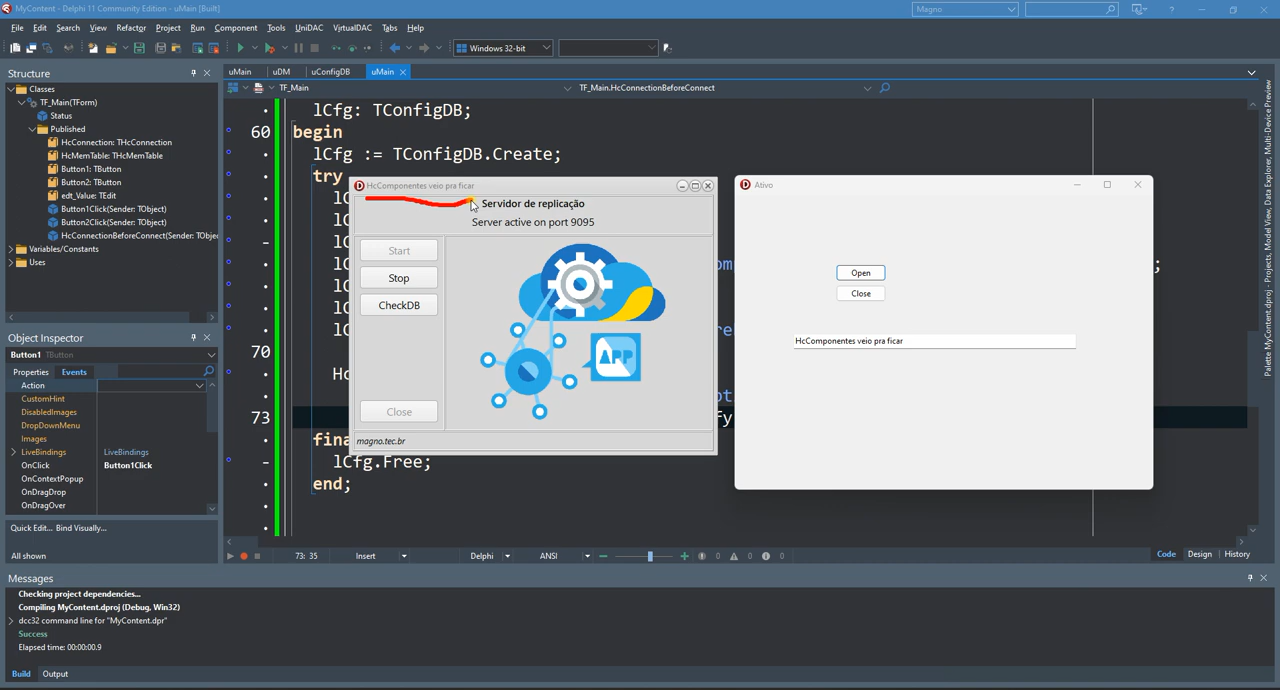 MyContent - Delphi 11 Community Edition - uMain [Built]
Magno
File Edit Search View Refactor Project Run Component Tools UniDAC VirtualDAC Tabs Help
Windows 32-bit
Structure
Classes
TF_Main(TForm)
Status
Published
HcConnection: THcConnection
HcMemTable: THcMemTable
Button1: TButton
Button2: TButton
edt_Value: TEdit
Button1Click(Sender: TObject)
Button2Click(Sender: TObject)
HcConnectionBeforeConnect(Sender: TObje
Variables/Constants
Uses
Object Inspector
Button1 TButton
Properties Events
Action
CustomHint
DisabledImages
DropDownMenu
Images
LiveBindings LiveBindings
OnClick Button1Click
OnContextPopup
OnDragDrop
OnDragOver
Quick Edit... Bind Visually...
All shown
uMain uDM uConfigDB uMain
TF_Main TF_Main.HcConnectionBeforeConnect
lCfg: TConfigDB;
60 begin
lCfg := TConfigDB.Create;
try
70
73
lCfg.Free;
end;
HcComponentes veio pra ficar
Servidor de replicação
Server active on port 9095
Start
Stop
CheckDB
APP
Close
magno.tec.br
Ativo
Open
Close
HcComponentes veio pra ficar
73: 35 Insert Delphi ANSI 0 0 0 Code Design History
Messages
Checking project dependencies...
Compiling MyContent.dproj (Debug, Win32)
dcc32 command line for "MyContent.dpr"
Success
Elapsed time: 00:00:00.9
Build Output
Palette MyContent.dproj - Projects, Model View, Data Explorer, Multi-Device Preview